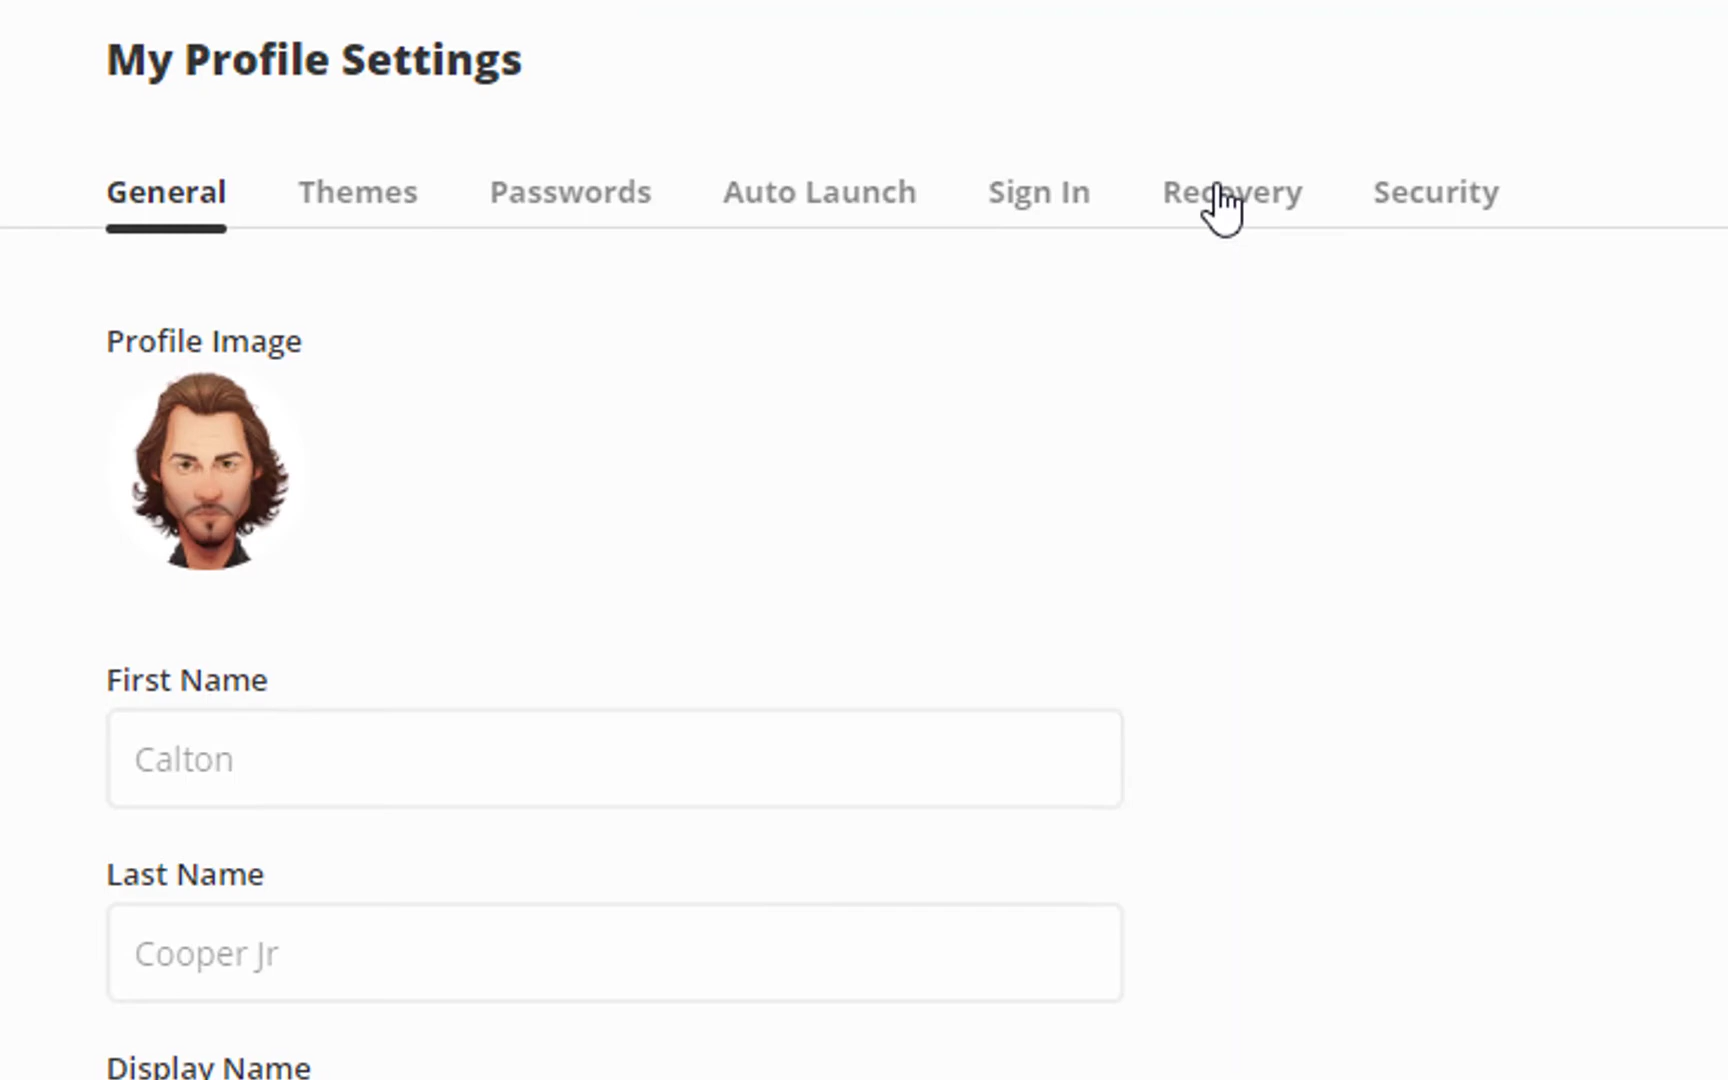 My Profile Settings
General Themes Passwords Auto Launch Sign In Recovery Security
Profile Image
First Name
Calton
Last Name
Cooper Jr
Display Name